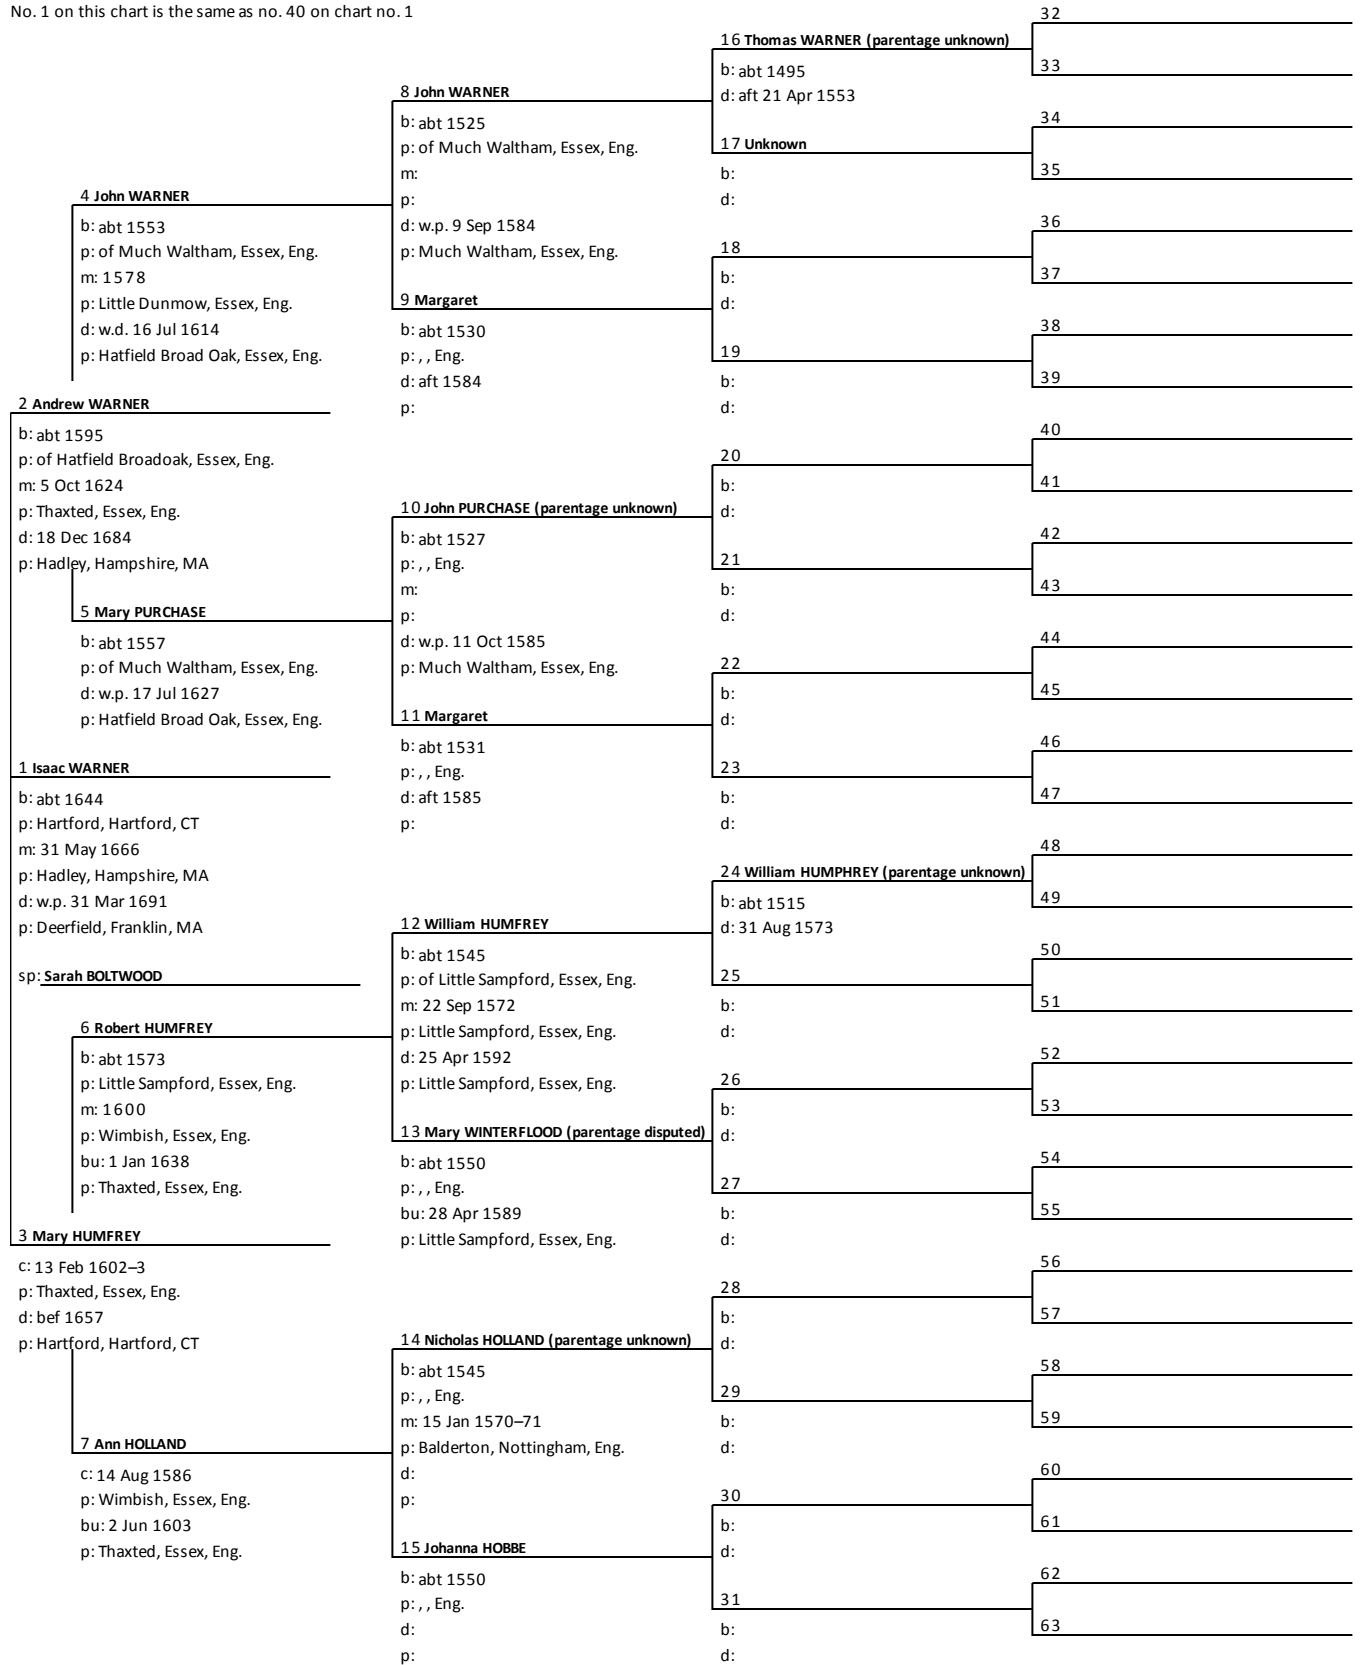 No. 1 on this chart is the same as no. 40 on chart no. 1
4 John WARNER
b: abt 1553
p: of Much Waltham, Essex, Eng.
m: 1578
p: Little Dunmow, Essex, Eng.
d: w.d. 16 Jul 1614
p: Hatfield Broad Oak, Essex, Eng.
2 Andrew WARNER
b: abt 1595
p: of Hatfield Broadoak, Essex, Eng.
m: 5 Oct 1624
p: Thaxted, Essex, Eng.
d: 18 Dec 1684
p: Hadley, Hampshire, MA
5 Mary PURCHASE
b: abt 1557
p: of Much Waltham, Essex, Eng.
d: w.p. 17 Jul 1627
p: Hatfield Broad Oak, Essex, Eng.
1 Isaac WARNER
b: abt 1644
p: Hartford, Hartford, CT
m: 31 May 1666
p: Hadley, Hampshire, MA
d: w.p. 31 Mar 1691
p: Deerfield, Franklin, MA
sp: Sarah BOLTWOOD
6 Robert HUMFREY
b: abt 1573
p: Little Sampford, Essex, Eng.
m: 1600
p: Wimbish, Essex, Eng.
bu: 1 Jan 1638
p: Thaxted, Essex, Eng.
3 Mary HUMFREY
c: 13 Feb 1602–3
p: Thaxted, Essex, Eng.
d: bef 1657
p: Hartford, Hartford, CT
7 Ann HOLLAND
c: 14 Aug 1586
p: Wimbish, Essex, Eng.
bu: 2 Jun 1603
p: Thaxted, Essex, Eng.
8 John WARNER
b: abt 1525
p: of Much Waltham, Essex, Eng.
m:
p:
d: w.p. 9 Sep 1584
p: Much Waltham, Essex, Eng.
9 Margaret
b: abt 1530
p: , , Eng.
d: aft 1584
p:
10 John PURCHASE (parentage unknown)
b: abt 1527
p: , , Eng.
m:
p:
d: w.p. 11 Oct 1585
p: Much Waltham, Essex, Eng.
11 Margaret
b: abt 1531
p: , , Eng.
d: aft 1585
p:
12 William HUMFREY
b: abt 1545
p: of Little Sampford, Essex, Eng.
m: 22 Sep 1572
p: Little Sampford, Essex, Eng.
d: 25 Apr 1592
p: Little Sampford, Essex, Eng.
13 Mary WINTERFLOOD (parentage disputed)
b: abt 1550
p: , , Eng.
bu: 28 Apr 1589
p: Little Sampford, Essex, Eng.
14 Nicholas HOLLAND (parentage unknown)
b: abt 1545
p: , , Eng.
m: 15 Jan 1570–71
p: Balderton, Nottingham, Eng.
d:
p:
15 Johanna HOBBE
b: abt 1550
p: , , Eng.
d:
p:
16 Thomas WARNER (parentage unknown)
b: abt 1495
d: aft 21 Apr 1553
17 Unknown
b:
d:
18
b:
d:
19
b:
d:
20
b:
d:
21
b:
d:
22
b:
d:
23
b:
d:
24 William HUMPHREY (parentage unknown)
b: abt 1515
d: 31 Aug 1573
25
b:
d:
26
b:
d:
27
b:
d:
28
b:
d:
29
b:
d:
30
b:
d:
31
b:
d:
32
33
34
35
36
37
38
39
40
41
42
43
44
45
46
47
48
49
50
51
52
53
54
55
56
57
58
59
60
61
62
63